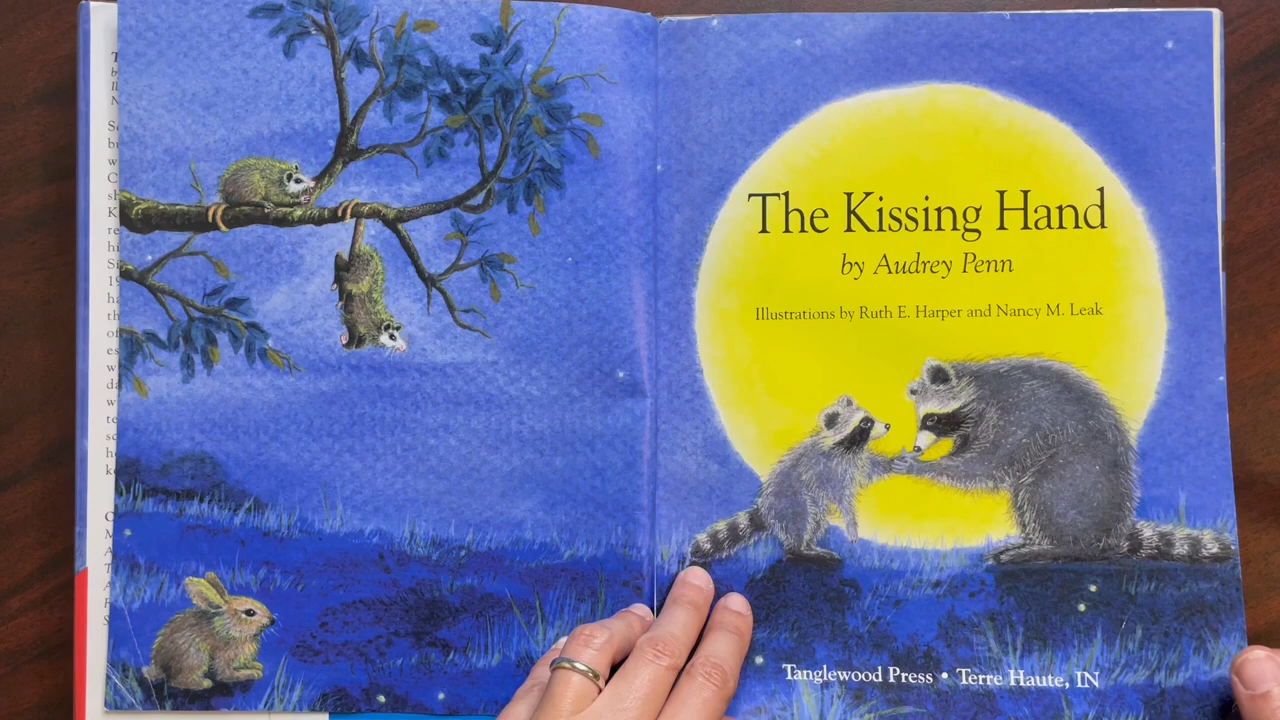 The Kissing Hand
by Audrey Penn
Illustrations by Ruth E. Harper and Nancy M. Leak
Tanglewood Press • Terre Haute, IN